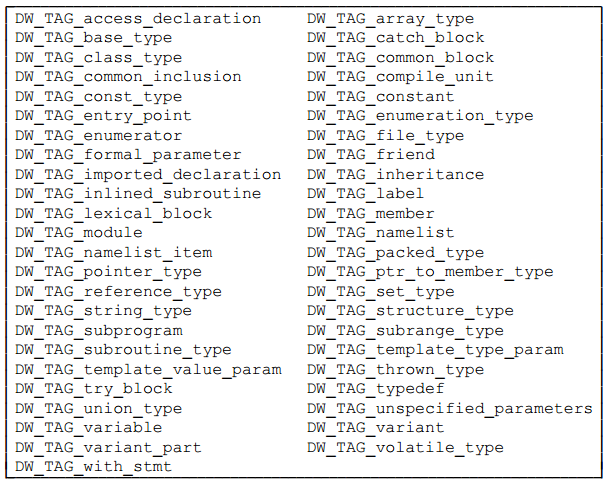 DW_TAG_access_declaration DW_TAG_array_type
DW_TAG_base_type DW_TAG_catch_block
DW_TAG_class_type DW_TAG_common_block
DW_TAG_common_inclusion DW_TAG_compile_unit
DW_TAG_const_type DW_TAG_constant
DW_TAG_entry_point DW_TAG_enumeration_type
DW_TAG_enumerator DW_TAG_file_type
DW_TAG_formal_parameter DW_TAG_friend
DW_TAG_imported_declaration DW_TAG_inheritance
DW_TAG_inlined_subroutine DW_TAG_label
DW_TAG_lexical_block DW_TAG_member
DW_TAG_module DW_TAG_namelist
DW_TAG_namelist_item DW_TAG_packed_type
DW_TAG_pointer_type DW_TAG_ptr_to_member_type
DW_TAG_reference_type DW_TAG_set_type
DW_TAG_string_type DW_TAG_structure_type
DW_TAG_subprogram DW_TAG_subrange_type
DW_TAG_subroutine_type DW_TAG_template_type_param
DW_TAG_template_value_param DW_TAG_thrown_type
DW_TAG_try_block DW_TAG_typedef
DW_TAG_union_type DW_TAG_unspecified_parameters
DW_TAG_variable DW_TAG_variant
DW_TAG_variant_part DW_TAG_volatile_type
DW_TAG_with_stmt